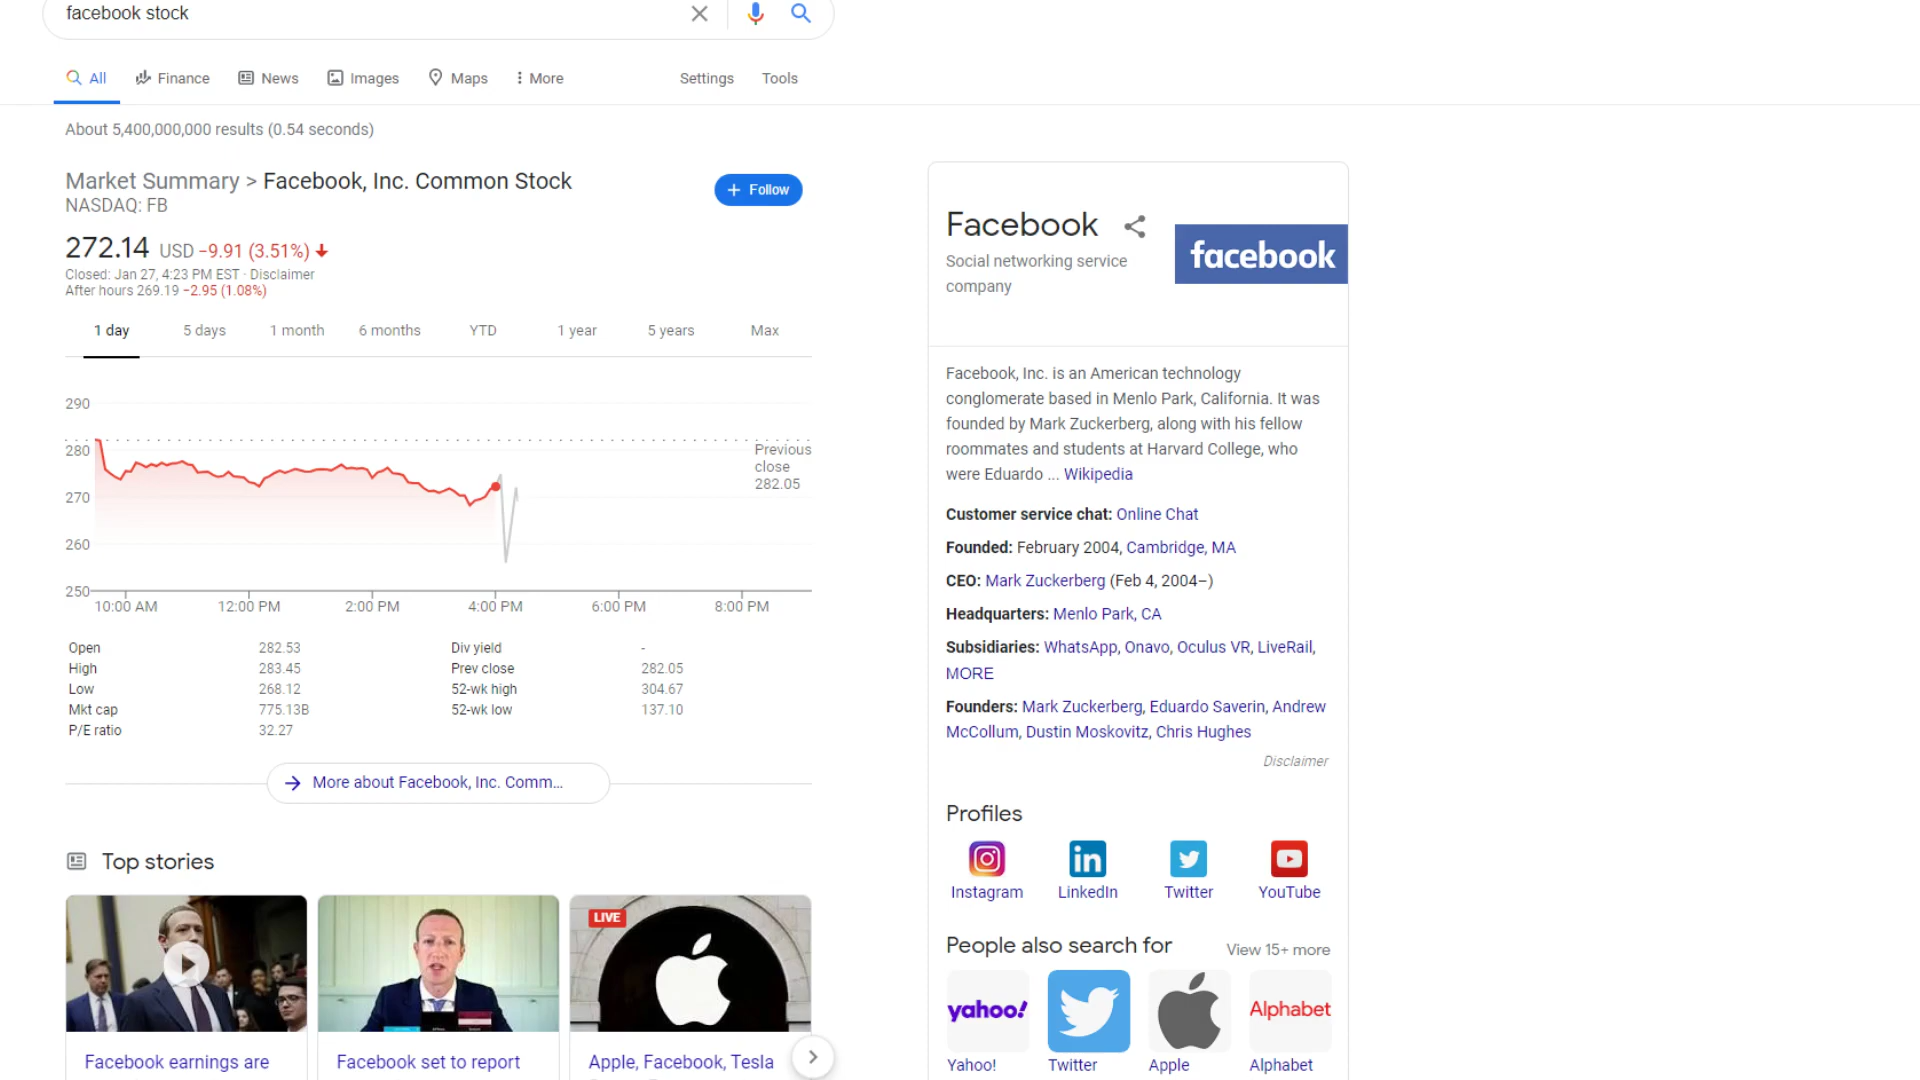 facebook stock
All
Finance
News
Images
Maps
More
Settings
Tools
About 5,400,000,000 results (0.54 seconds)
Market Summary > Facebook, Inc. Common Stock
NASDAQ: FB
+ Follow
272.14 USD −9.91 (3.51%)
Closed: Jan 27, 4:23 PM EST · Disclaimer
After hours 269.19 −2.95 (1.08%)
1 day
5 days
1 month
6 months
YTD
1 year
5 years
Max
290
280
270
260
250
Previous
close
282.05
10:00 AM
12:00 PM
2:00 PM
4:00 PM
6:00 PM
8:00 PM
Open 282.53
High 283.45
Low 268.12
Mkt cap 775.13B
P/E ratio 32.27
Div yield -
Prev close 282.05
52-wk high 304.67
52-wk low 137.10
More about Facebook, Inc. Comm...
Top stories
LIVE
Facebook earnings are
Facebook set to report
Apple, Facebook, Tesla
Facebook
Social networking service
company
facebook
Facebook, Inc. is an American technology
conglomerate based in Menlo Park, California. It was
founded by Mark Zuckerberg, along with his fellow
roommates and students at Harvard College, who
were Eduardo ... Wikipedia
Customer service chat: Online Chat
Founded: February 2004, Cambridge, MA
CEO: Mark Zuckerberg (Feb 4, 2004–)
Headquarters: Menlo Park, CA
Subsidiaries: WhatsApp, Onavo, Oculus VR, LiveRail,
MORE
Founders: Mark Zuckerberg, Eduardo Saverin, Andrew
McCollum, Dustin Moskovitz, Chris Hughes
Disclaimer
Profiles
in
Instagram
LinkedIn
Twitter
YouTube
People also search for
View 15+ more
yahoo!
Alphabet
Yahoo!
Twitter
Apple
Alphabet